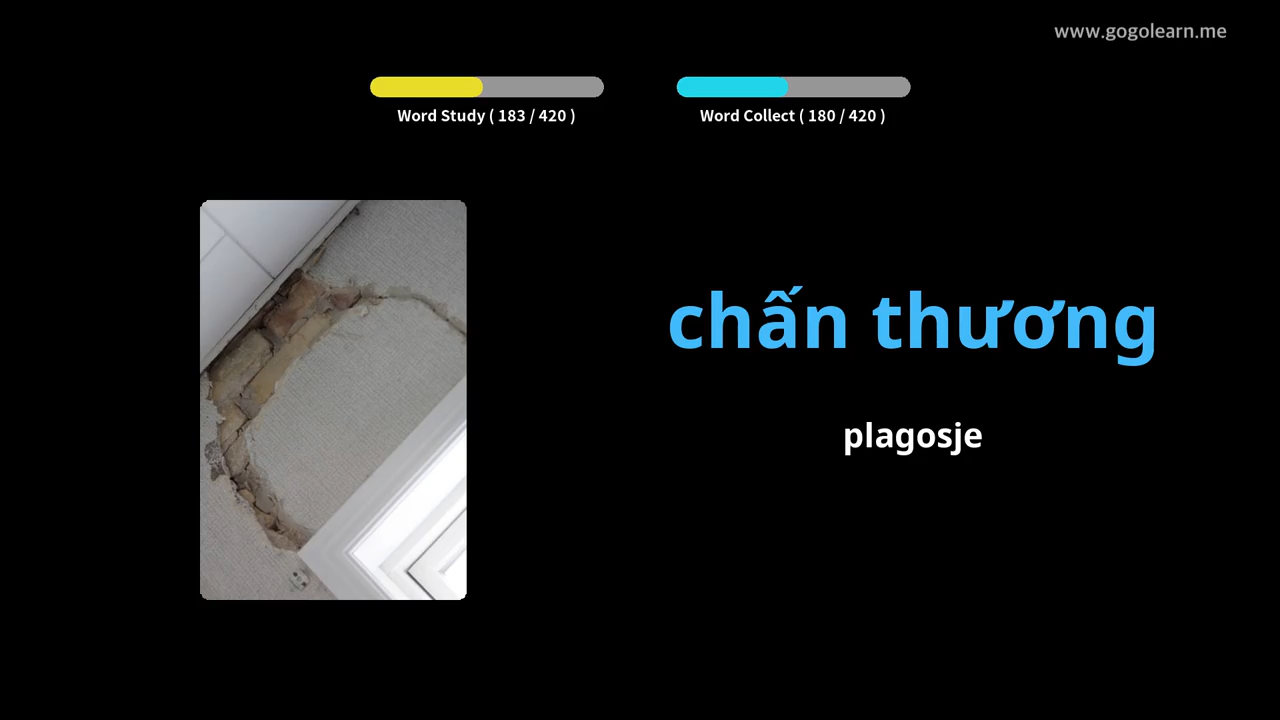 www.gogolearn.me
Word Study ( 183 / 420 )
Word Collect ( 180 / 420 )
chấn thương
plagosje